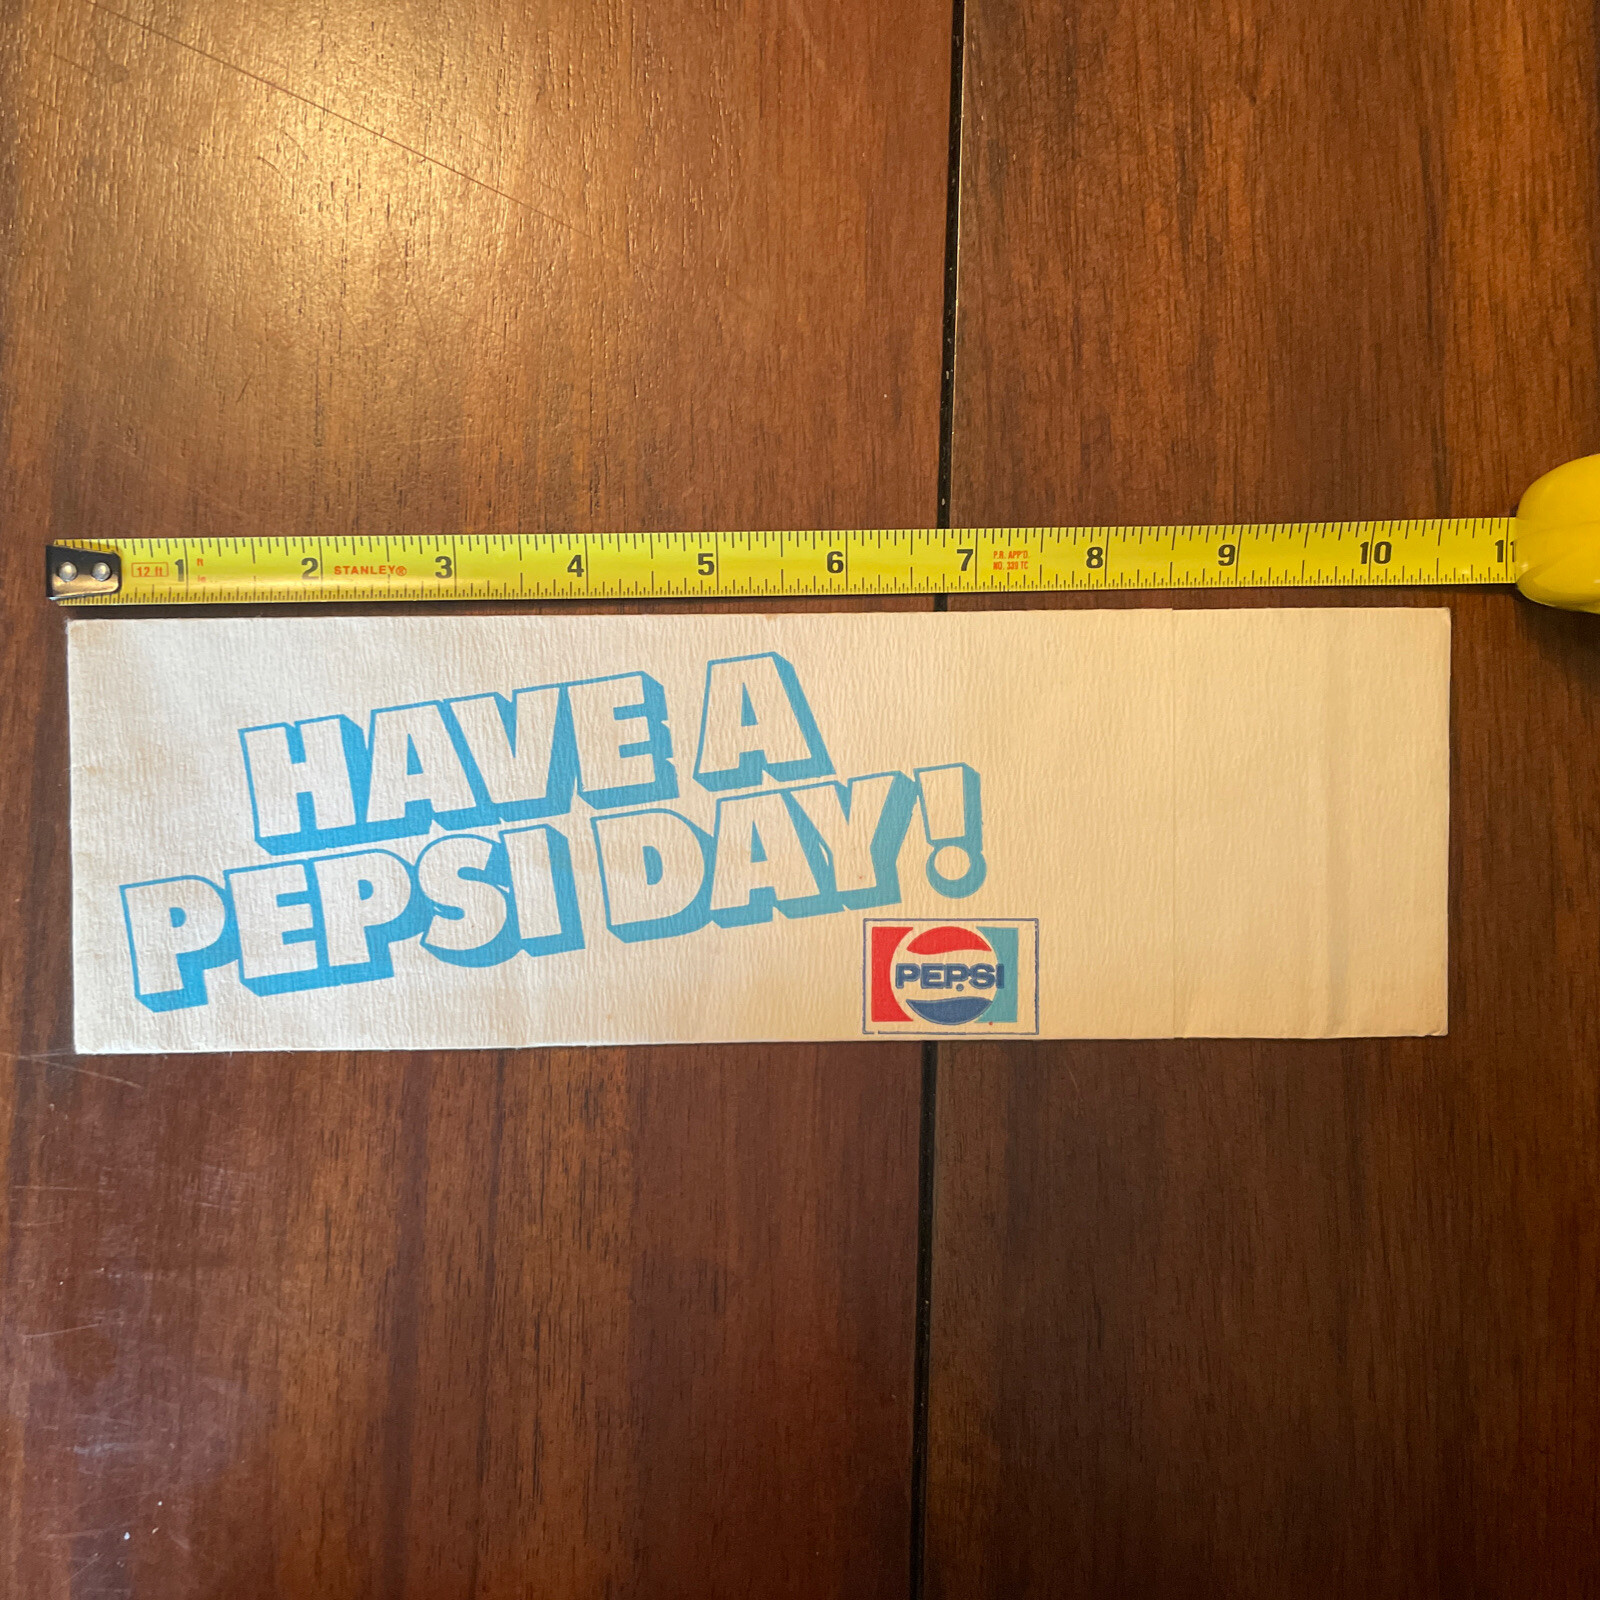 12 ft 1 2 STANLEY® 3 4 5 6 7 P.R. APP'D. NO. 339 TC 8 9 10 11
HAVE A
PEPSI DAY!
PEPSI